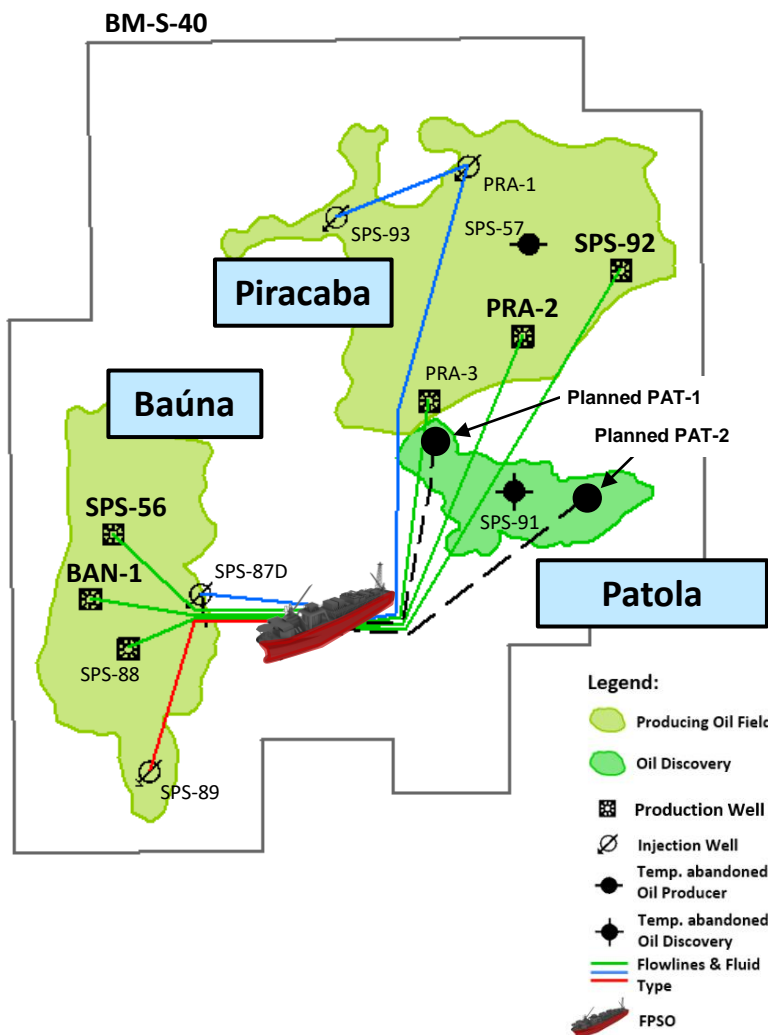 BM-S-40
PRA-1
SPS-93
SPS-57
SPS-92
Piracaba
PRA-2
PRA-3
Baúna
Planned PAT-1
Planned PAT-2
SPS-56
SPS-91
SPS-87D
BAN-1
Patola
SPS-88
SPS-89
Legend:
Producing Oil Field
Oil Discovery
Production Well
Injection Well
Temp. abandoned
Oil Producer
Temp. abandoned
Oil Discovery
Flowlines & Fluid
Type
FPSO